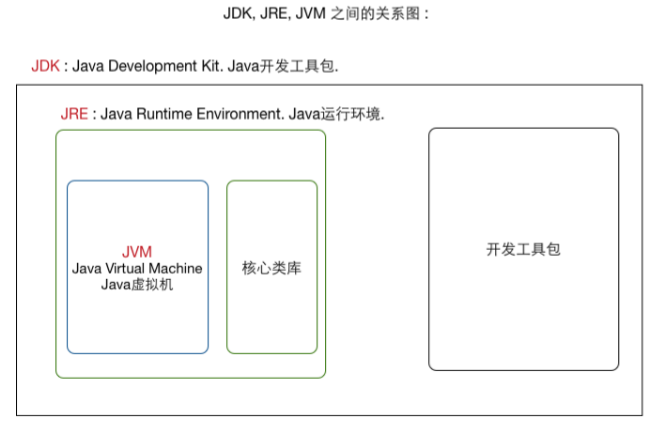 JDK, JRE, JVM 之间的关系图 :
JDK : Java Development Kit. Java开发工具包.
JRE : Java Runtime Environment. Java运行环境.
JVM
Java Virtual Machine
Java虚拟机
核心类库
开发工具包